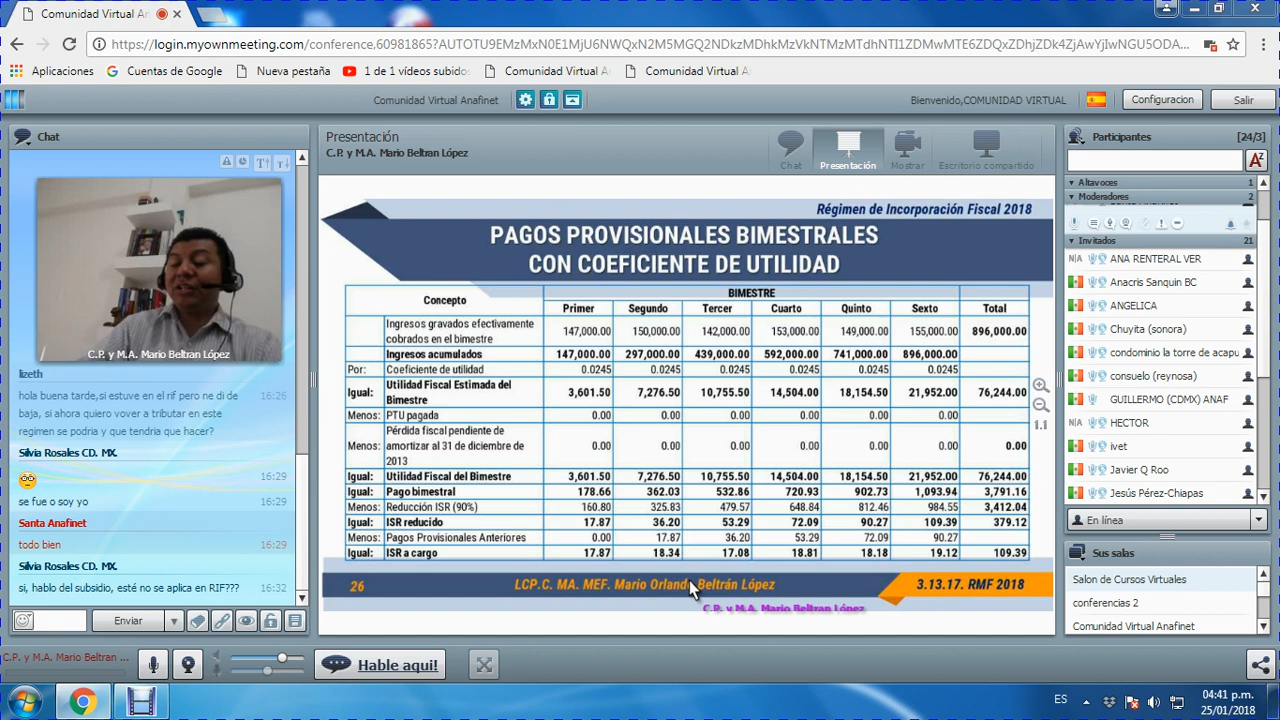 Comunidad Virtual Anafin
https://login.myownmeeting.com/conference,60981865?AUTOTU9EMzMxN0E1MjU6NWQxN2M5MGQ2NDkzMDhkMzVkNTMzMTdhNTI1ZDMwMTE6ZDQxZDhjZDk4ZjAwYjIwNGU5ODA...
Aplicaciones
Cuentas de Google
Nueva pestaña
1 de 1 vídeos subidos
Comunidad Virtual A
Comunidad Virtual A
Comunidad Virtual Anafinet
Bienvenido,COMUNIDAD VIRTUAL
Configuracion
Salir
Chat
C.P. y M.A. Mario Beltran López
lizeth
hola buena tarde,si estuve en el rif pero ne di de
16:26
baja, si ahora quiero vover a tributar en este
regimen se podria y que tendria que hacer?
Silvia Rosales CD. MX.
16:29
se fue o soy yo
16:29
Santa Anafinet
todo bien
16:29
si, hablo del subsidio, esté no se aplica en RIF???
16:32
Enviar
Presentación
C.P. y M.A. Mario Beltran López
Chat
Presentación
Mostrar
Escritorio compartido
Régimen de Incorporación Fiscal 2018
PAGOS PROVISIONALES BIMESTRALES
CON COEFICIENTE DE UTILIDAD
Concepto
BIMESTRE
Primer Segundo Tercer Cuarto Quinto Sexto Total
Ingresos gravados efectivamente
cobrados en el bimestre 147,000.00 150,000.00 142,000.00 153,000.00 149,000.00 155,000.00 896,000.00
Ingresos acumulados 147,000.00 297,000.00 439,000.00 592,000.00 741,000.00 896,000.00
Por: Coeficiente de utilidad 0.0245 0.0245 0.0245 0.0245 0.0245 0.0245
Igual: Utilidad Fiscal Estimada del
Bimestre 3,601.50 7,276.50 10,755.50 14,504.00 18,154.50 21,952.00 76,244.00
Menos: PTU pagada 0.00 0.00 0.00 0.00 0.00 0.00
Menos: Pérdida fiscal pendiente de
amortizar al 31 de diciembre de
2013 0.00 0.00 0.00 0.00 0.00 0.00 0.00
Igual: Utilidad Fiscal del Bimestre 3,601.50 7,276.50 10,755.50 14,504.00 18,154.50 21,952.00 76,244.00
Igual: Pago bimestral 178.66 362.03 532.86 720.93 902.73 1,093.94 3,791.16
Menos: Reducción ISR (90%) 160.80 325.83 479.57 648.84 812.46 984.55 3,412.04
Igual: ISR reducido 17.87 36.20 53.29 72.09 90.27 109.39 379.12
Menos: Pagos Provisionales Anteriores 0.00 17.87 36.20 53.29 72.09 90.27
Igual: ISR a cargo 17.87 18.34 17.08 18.81 18.18 19.12 109.39
26
LCP.C. MA. MEF. Mario Orlando Beltrán López
3.13.17. RMF 2018
C.P. y M.A. Mario Beltran López
1.1
Participantes
[24/3]
Altavoces 1
Moderadores 2
Invitados 21
N/A ANA RENTERAL VER
Anacris Sanquin BC
ANGELICA
Chuyita (sonora)
condominio la torre de acapu
consuelo (reynosa)
GUILLERMO (CDMX) ANAF
N/A HECTOR
ivet
Javier Q Roo
Jesús Pérez-Chiapas
En línea
Sus salas
Salon de Cursos Virtuales
conferencias 2
Comunidad Virtual Anafinet
C.P. y M.A. Mario Beltran ...
Hable aqui!
ES
04:41 p.m.
25/01/2018